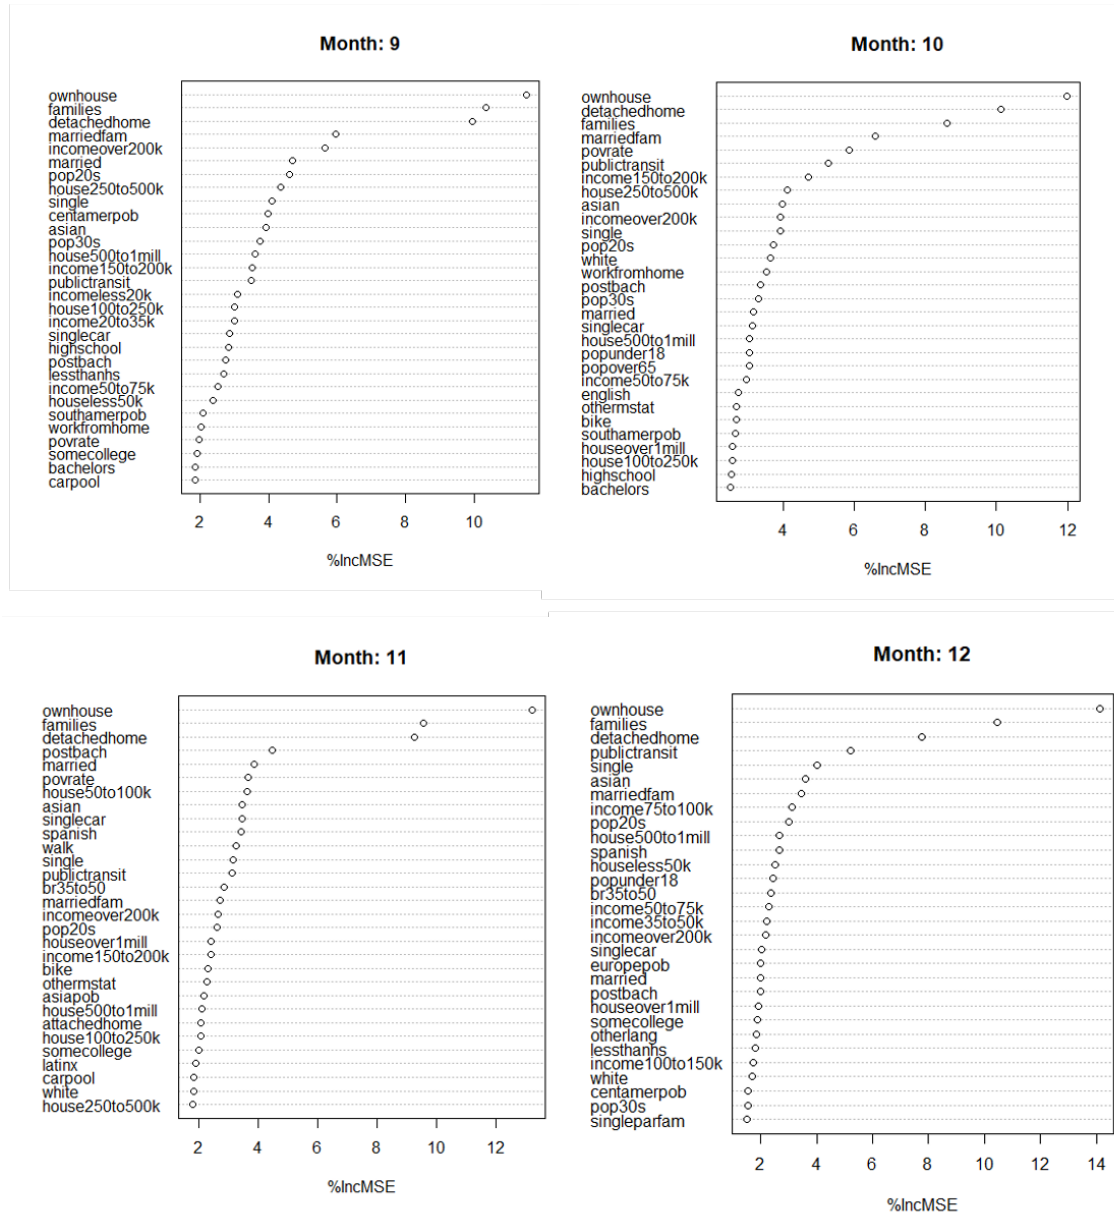 Month: 9
ownhouse
families
detachedhome
marriedfam
incomeover200k
married
pop20s
house250to500k
single
centamerpob
asian
pop30s
house500to1mill
income150to200k
publictransit
incomeless20k
house100to250k
income20to35k
singlecar
highschool
postbach
lessthanhs
income50to75k
houseless50k
southamerpob
workfromhome
povrate
somecollege
bachelors
carpool
2 4 6 8 10
%IncMSE
Month: 10
ownhouse
detachedhome
families
marriedfam
povrate
publictransit
income150to200k
house250to500k
asian
incomeover200k
single
pop20s
white
workfromhome
postbach
pop30s
married
singlecar
house500to1mill
popunder18
popover65
income50to75k
english
othermstat
bike
southamerpob
houseover1mill
house100to250k
highschool
bachelors
4 6 8 10 12
%IncMSE
Month: 11
ownhouse
families
detachedhome
postbach
married
povrate
house50to100k
asian
singlecar
spanish
walk
single
publictransit
br35to50
marriedfam
incomeover200k
pop20s
houseover1mill
income150to200k
bike
othermstat
asiapob
house500to1mill
attachedhome
house100to250k
somecollege
latinx
carpool
white
house250to500k
2 4 6 8 10 12
%IncMSE
Month: 12
ownhouse
families
detachedhome
publictransit
single
asian
marriedfam
income75to100k
pop20s
house500to1mill
spanish
houseless50k
popunder18
br35to50
income50to75k
income35to50k
incomeover200k
singlecar
europepob
married
postbach
houseover1mill
somecollege
otherlang
lessthanhs
income100to150k
white
centamerpob
pop30s
singleparfam
2 4 6 8 10 12 14
%IncMSE